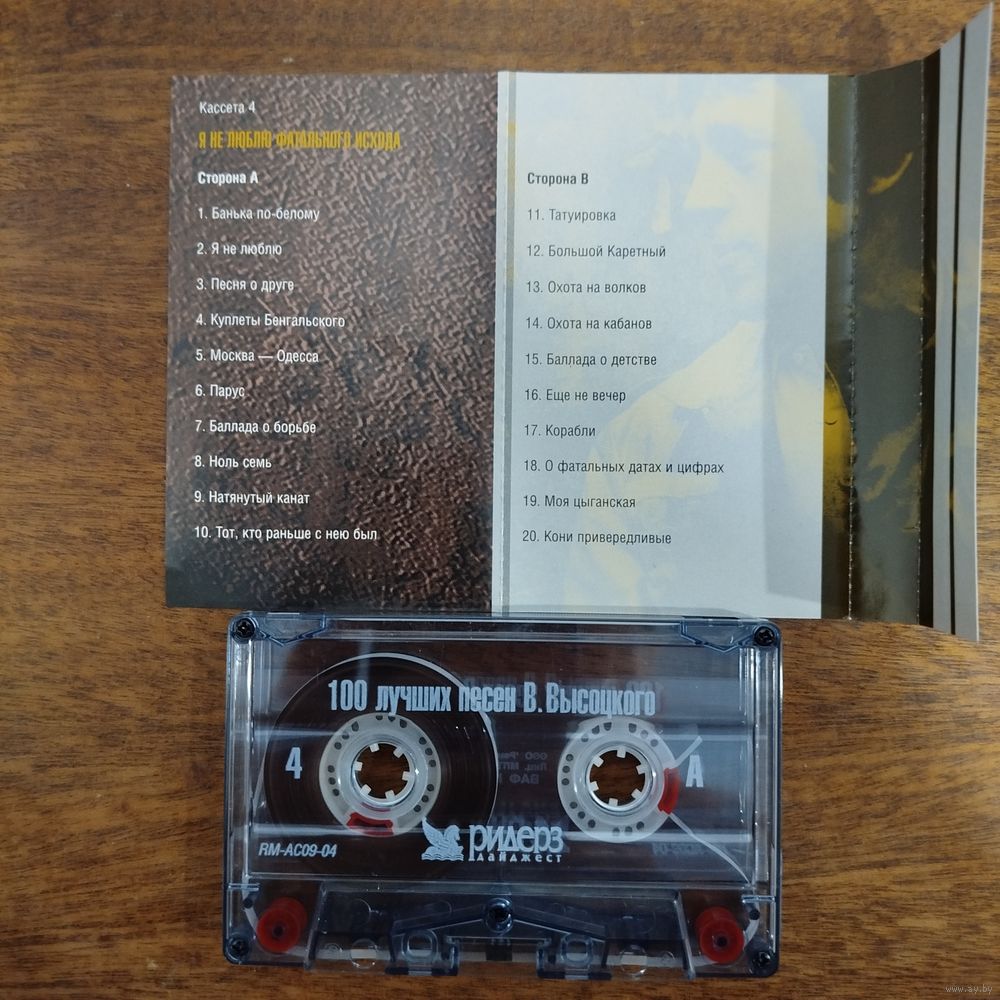 Кассета 4
Я НЕ ЛЮБЛЮ ФАТАЛЬНОГО ИСХОДА
Сторона А
1. Банька по-белому
2. Я не люблю
3. Песня о друге
4. Куплеты Бенгальского
5. Москва — Одесса
6. Парус
7. Баллада о борьбе
8. Ноль семь
9. Натянутый канат
10. Тот, кто раньше с нею был
Сторона В
11. Татуировка
12. Большой Каретный
13. Охота на волков
14. Охота на кабанов
15. Баллада о детстве
16. Еще не вечер
17. Корабли
18. О фатальных датах и цифрах
19. Моя цыганская
20. Кони привередливые
100 лучших песен В. Высоцкого
4
А
RM-AC09-04
РИДЕРЗ
ДАЙДЖЕСТ
www.ay.by